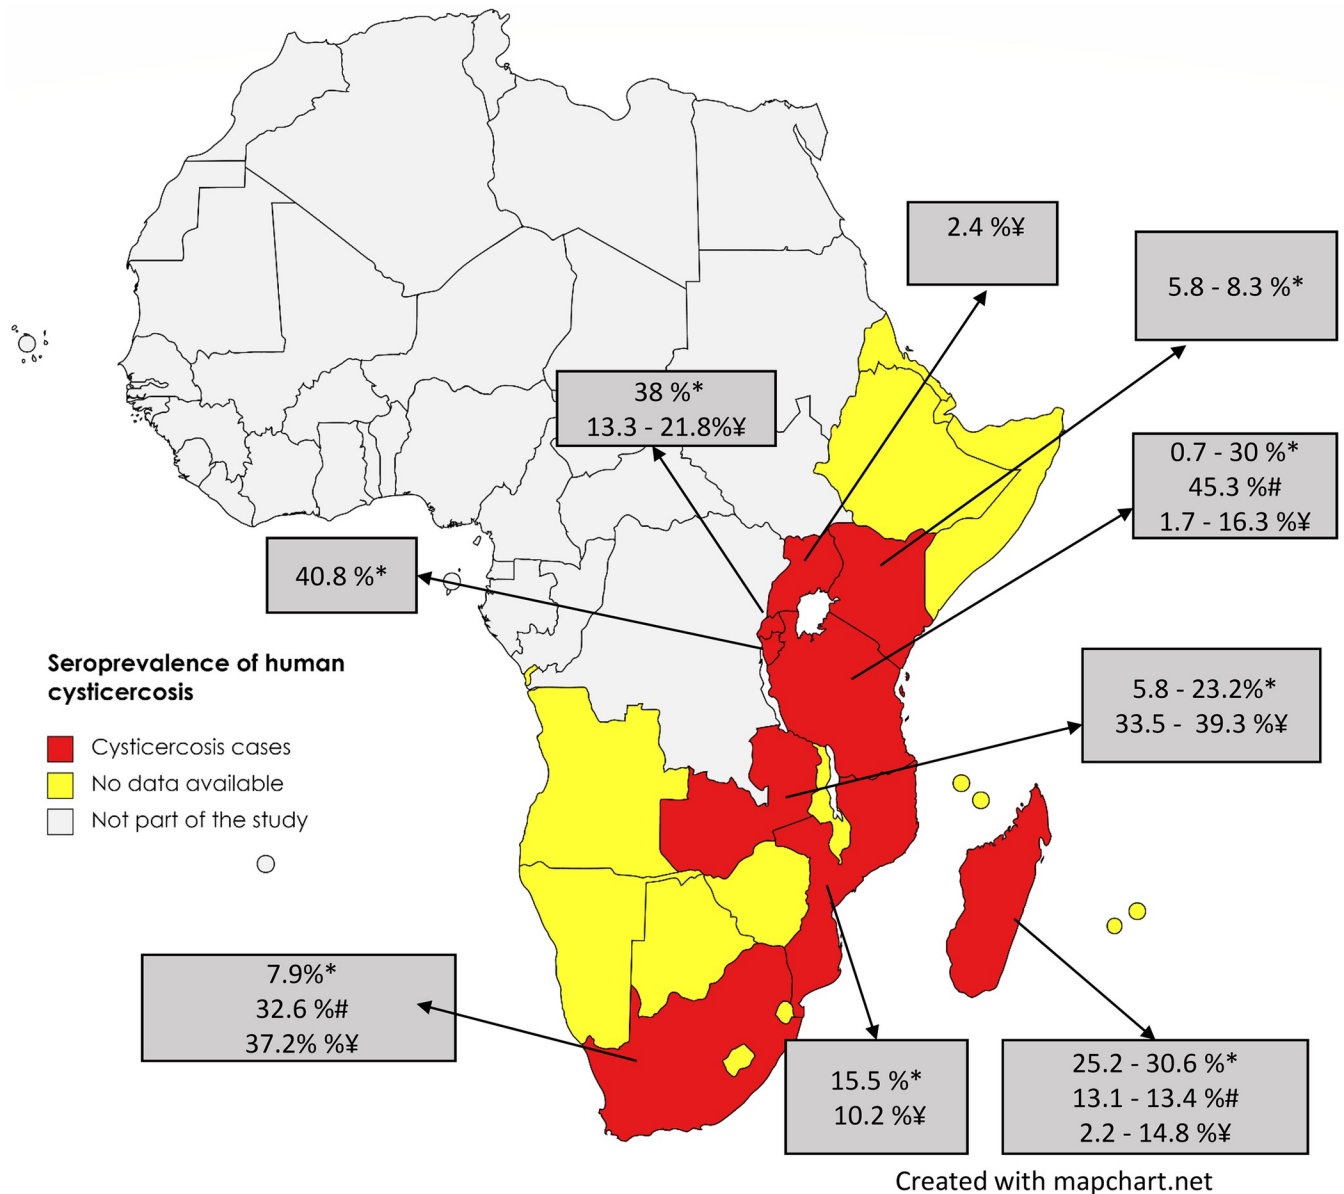 2.4 %¥
5.8 - 8.3 %*
38 %*
13.3 - 21.8%¥
0.7 - 30 %*
45.3 %#
1.7 - 16.3 %¥
40.8 %*
Seroprevalence of human
cysticercosis
Cysticercosis cases
No data available
Not part of the study
5.8 - 23.2%*
33.5 - 39.3 %¥
7.9%*
32.6 %#
37.2% %¥
15.5 %*
10.2 %¥
25.2 - 30.6 %*
13.1 - 13.4 %#
2.2 - 14.8 %¥
Created with mapchart.net